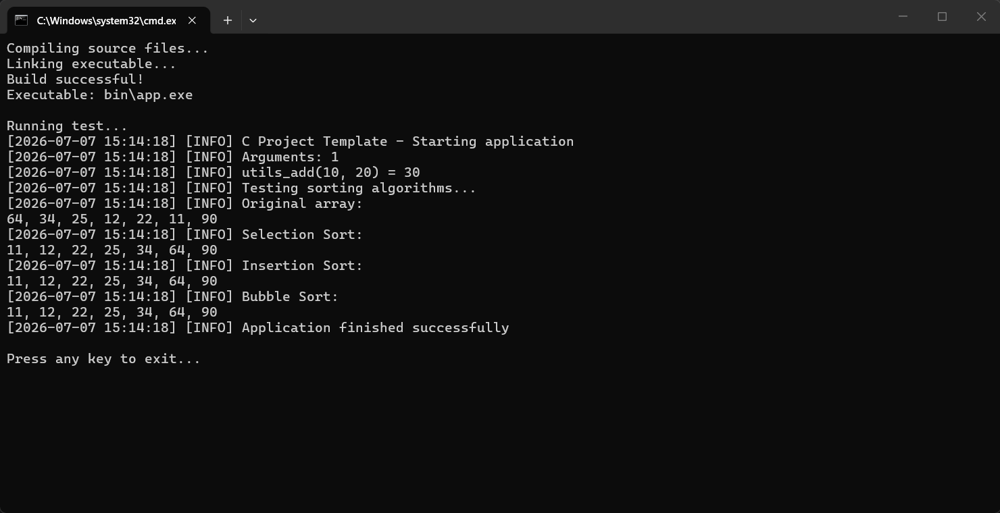 C:\Windows\system32\cmd.ex
Compiling source files...
Linking executable...
Build successful!
Executable: bin\app.exe
Running test...
[2026-07-07 15:14:18] [INFO] C Project Template - Starting application
[2026-07-07 15:14:18] [INFO] Arguments: 1
[2026-07-07 15:14:18] [INFO] utils_add(10, 20) = 30
[2026-07-07 15:14:18] [INFO] Testing sorting algorithms...
[2026-07-07 15:14:18] [INFO] Original array:
64, 34, 25, 12, 22, 11, 90
[2026-07-07 15:14:18] [INFO] Selection Sort:
11, 12, 22, 25, 34, 64, 90
[2026-07-07 15:14:18] [INFO] Insertion Sort:
11, 12, 22, 25, 34, 64, 90
[2026-07-07 15:14:18] [INFO] Bubble Sort:
11, 12, 22, 25, 34, 64, 90
[2026-07-07 15:14:18] [INFO] Application finished successfully
Press any key to exit...